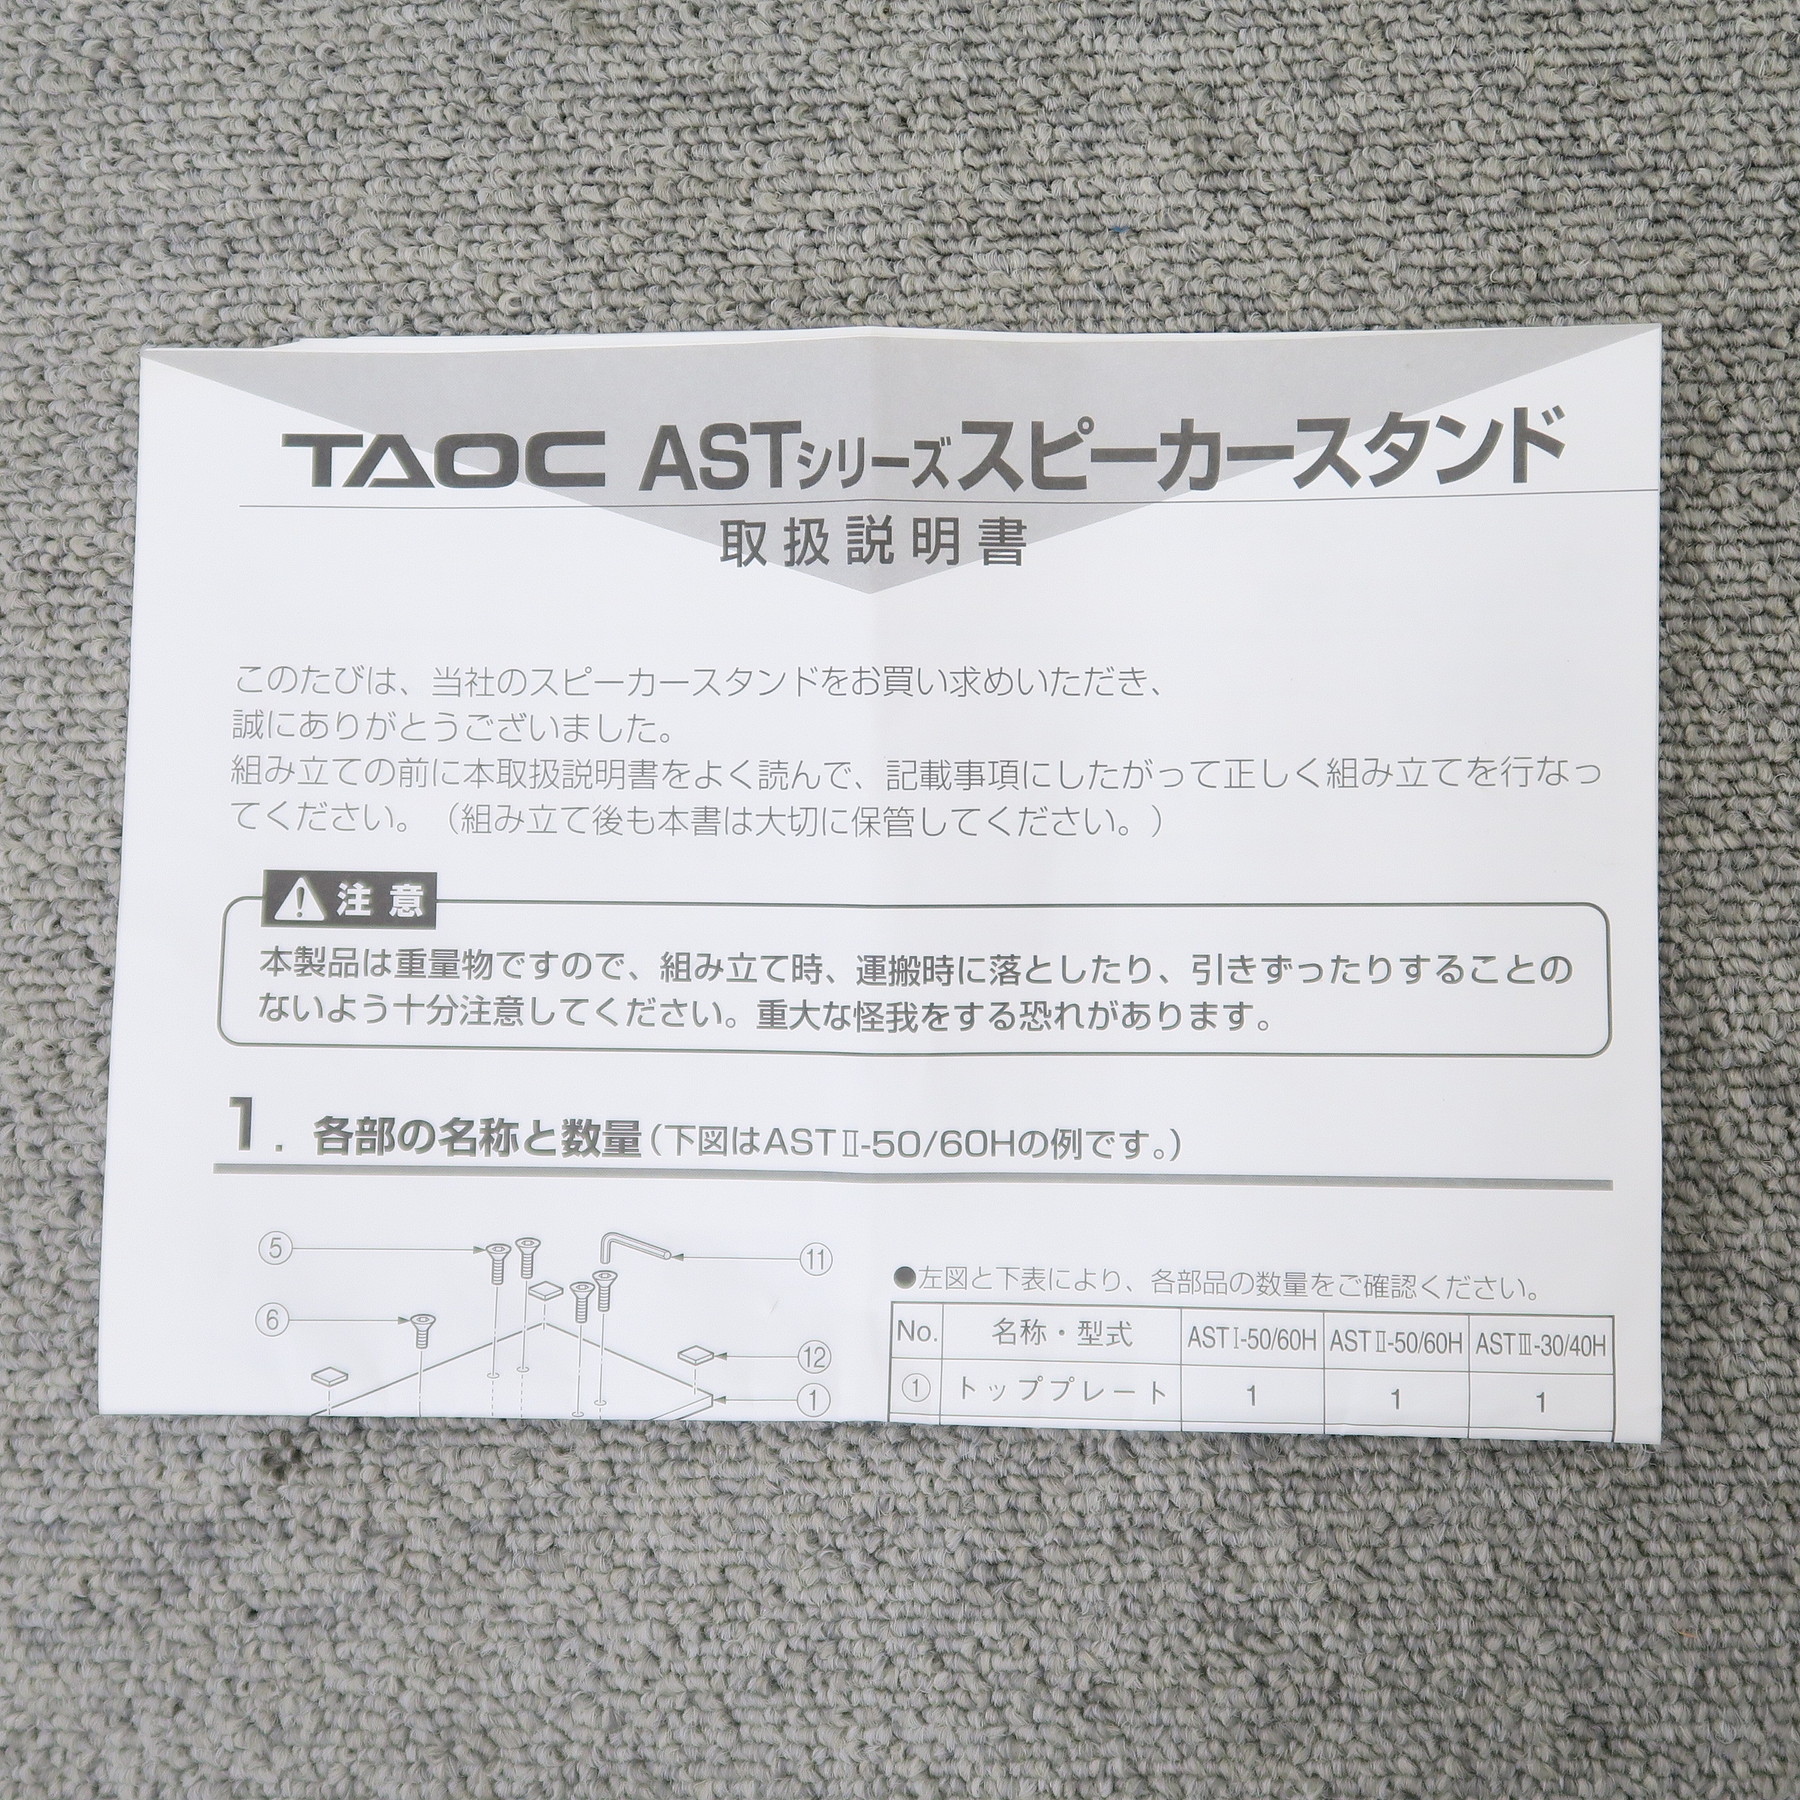 TAOC ASTシリーズスピーカースタンド
取扱説明書
このたびは、当社のスピーカースタンドをお買い求めいただき、
誠にありがとうございました。
組み立ての前に本取扱説明書をよく読んで、記載事項にしたがって正しく組み立てを行なっ
てください。（組み立て後も本書は大切に保管してください。）
注意
本製品は重量物ですので、組み立て時、運搬時に落としたり、引きずったりすることの
ないよう十分注意してください。重大な怪我をする恐れがあります。
1. 各部の名称と数量（下図はASTⅡ-50/60Hの例です。）
⑤
⑪
⑥
⑫
①
●左図と下表により、各部品の数量をご確認ください。
No. 名称・型式 ASTⅠ-50/60H ASTⅡ-50/60H ASTⅢ-30/40H
① トッププレート 1 1 1